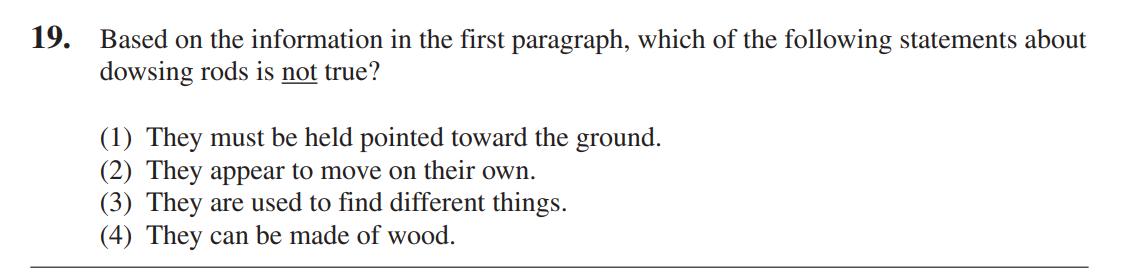 19. Based on the information in the first paragraph, which of the following statements about
dowsing rods is not true?
(1) They must be held pointed toward the ground.
(2) They appear to move on their own.
(3) They are used to find different things.
(4) They can be made of wood.